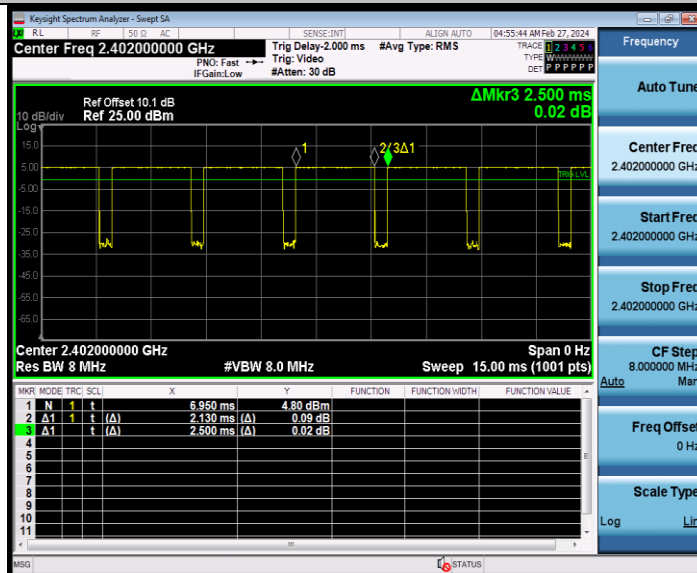 Keysight Spectrum Analyzer - Swept SA
LXI RL RF 50 Ω AC SENSE:INT ALIGN AUTO 04:55:44 AM Feb 27, 2024
Center Freq 2.402000000 GHz
PNO: Fast
IFGain:Low
Trig Delay-2.000 ms
Trig: Video
#Atten: 30 dB
#Avg Type: RMS
TRACE 1 2 3 4 5 6
TYPE WWWWWW
DET P P P P P P
ΔMkr3 2.500 ms
0.02 dB
Ref Offset 10.1 dB
10 dB/div Ref 25.00 dBm
Log
15.0
5.00
-5.00
-15.0
-25.0
-35.0
-45.0
-55.0
-65.0
1
2/3Δ1
TRIG LVL
Center 2.402000000 GHz Span 0 Hz
Res BW 8 MHz #VBW 8.0 MHz Sweep 15.00 ms (1001 pts)
MKR MODE TRC SCL X Y FUNCTION FUNCTION WIDTH FUNCTION VALUE
1 N 1 t 6.950 ms 4.80 dBm
2 Δ1 1 t (Δ) 2.130 ms (Δ) 0.09 dB
3 Δ1 t (Δ) 2.500 ms (Δ) 0.02 dB
4
5
6
7
8
9
10
11
MSG STATUS
Frequency
Auto Tune
Center Freq
2.402000000 GHz
Start Freq
2.402000000 GHz
Stop Freq
2.402000000 GHz
CF Step
8.000000 MHz
Auto Man
Freq Offset
0 Hz
Scale Type
Log Lin